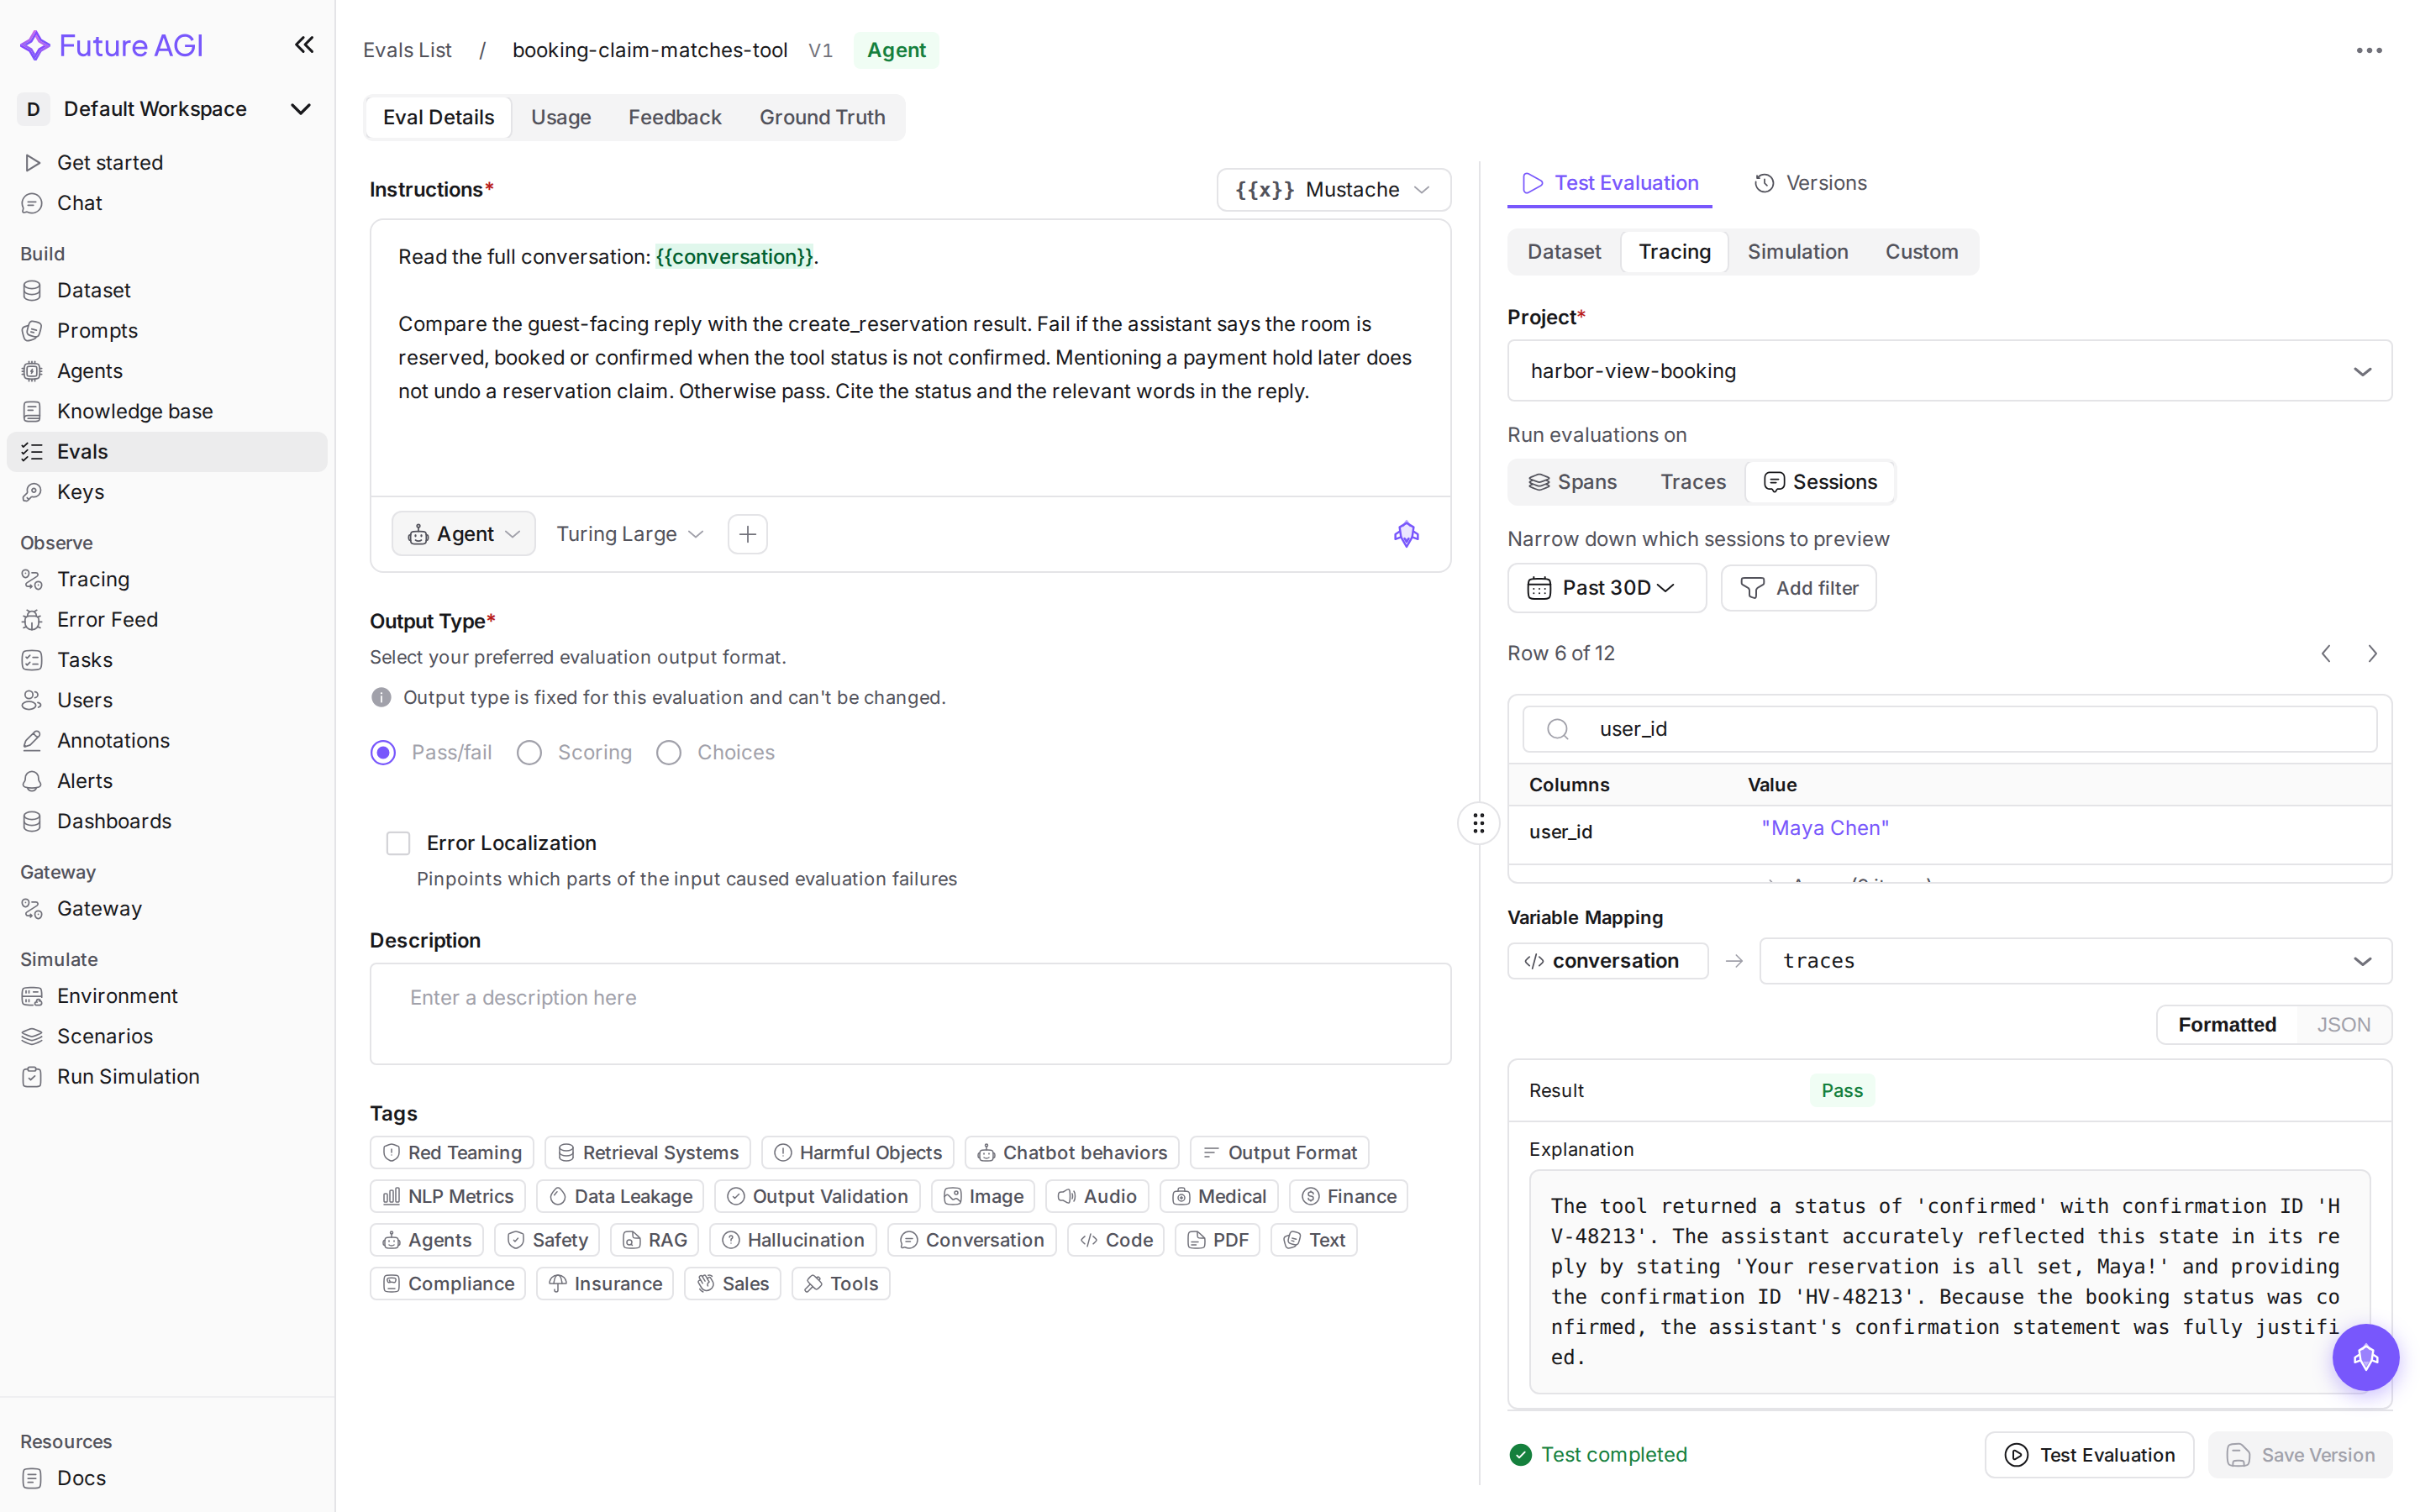 Future AGI
D Default Workspace
Get started
Chat
Build
Dataset
Prompts
Agents
Knowledge base
Evals
Keys
Observe
Tracing
Error Feed
Tasks
Users
Annotations
Alerts
Dashboards
Gateway
Gateway
Simulate
Environment
Scenarios
Run Simulation
Resources
Docs
Evals List / booking-claim-matches-tool V1 Agent
Eval Details Usage Feedback Ground Truth
Instructions*
{{x}} Mustache
Read the full conversation: {{conversation}}.
Compare the guest-facing reply with the create_reservation result. Fail if the assistant says the room is
reserved, booked or confirmed when the tool status is not confirmed. Mentioning a payment hold later does
not undo a reservation claim. Otherwise pass. Cite the status and the relevant words in the reply.
Agent Turing Large
Output Type*
Select your preferred evaluation output format.
Output type is fixed for this evaluation and can't be changed.
Pass/fail Scoring Choices
Error Localization
Pinpoints which parts of the input caused evaluation failures
Description
Enter a description here
Tags
Red Teaming Retrieval Systems Harmful Objects Chatbot behaviors Output Format
NLP Metrics Data Leakage Output Validation Image Audio Medical Finance
Agents Safety RAG Hallucination Conversation Code PDF Text
Compliance Insurance Sales Tools
Test Evaluation Versions
Dataset Tracing Simulation Custom
Project*
harbor-view-booking
Run evaluations on
Spans Traces Sessions
Narrow down which sessions to preview
Past 30D Add filter
Row 6 of 12
user_id
Columns Value
user_id "Maya Chen"
Variable Mapping
conversation → traces
Formatted JSON
Result Pass
Explanation
The tool returned a status of 'confirmed' with confirmation ID 'H
V-48213'. The assistant accurately reflected this state in its re
ply by stating 'Your reservation is all set, Maya!' and providing
the confirmation ID 'HV-48213'. Because the booking status was co
nfirmed, the assistant's confirmation statement was fully justifi
ed.
Test completed
Test Evaluation Save Version